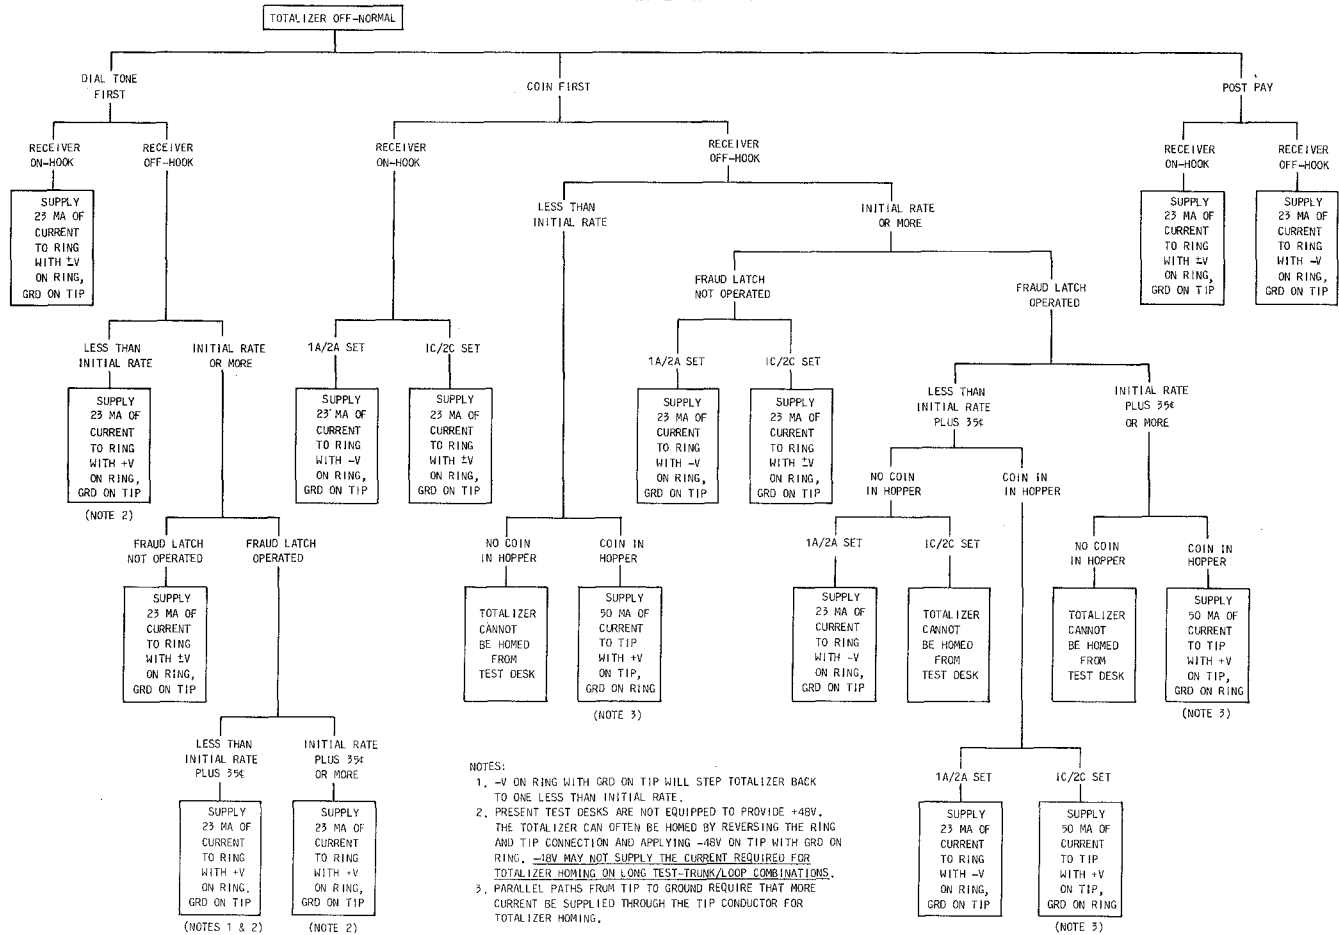 TOTALIZER OFF-NORMAL
DIAL TONE
FIRST
COIN FIRST
POST PAY
RECEIVER
ON-HOOK
RECEIVER
OFF-HOOK
RECEIVER
ON-HOOK
RECEIVER
OFF-HOOK
RECEIVER
ON-HOOK
RECEIVER
OFF-HOOK
SUPPLY
23 MA OF
CURRENT
TO RING
WITH ±V
ON RING,
GRD ON TIP
LESS THAN
INITIAL RATE
INITIAL RATE
OR MORE
SUPPLY
23 MA OF
CURRENT
TO RING
WITH ±V
ON RING,
GRD ON TIP
SUPPLY
23 MA OF
CURRENT
TO RING
WITH -V
ON RING,
GRD ON TIP
FRAUD LATCH
NOT OPERATED
FRAUD LATCH
OPERATED
LESS THAN
INITIAL RATE
INITIAL RATE
OR MORE
1A/2A SET
1C/2C SET
1A/2A SET
1C/2C SET
SUPPLY
23 MA OF
CURRENT
TO RING
WITH +V
ON RING,
GRD ON TIP
(NOTE 2)
SUPPLY
23 MA OF
CURRENT
TO RING
WITH -V
ON RING,
GRD ON TIP
SUPPLY
23 MA OF
CURRENT
TO RING
WITH ±V
ON RING,
GRD ON TIP
SUPPLY
23 MA OF
CURRENT
TO RING
WITH -V
ON RING,
GRD ON TIP
SUPPLY
23 MA OF
CURRENT
TO RING
WITH ±V
ON RING,
GRD ON TIP
LESS THAN
INITIAL RATE
PLUS 35¢
INITIAL RATE
PLUS 35¢
OR MORE
NO COIN
IN HOPPER
COIN IN
IN HOPPER
FRAUD LATCH
NOT OPERATED
FRAUD LATCH
OPERATED
NO COIN
IN HOPPER
COIN IN
HOPPER
1A/2A SET
1C/2C SET
NO COIN
IN HOPPER
COIN IN
HOPPER
SUPPLY
23 MA OF
CURRENT
TO RING
WITH ±V
ON RING,
GRD ON TIP
TOTALIZER
CANNOT
BE HOMED
FROM
TEST DESK
SUPPLY
50 MA OF
CURRENT
TO TIP
WITH +V
ON TIP,
GRD ON RING
(NOTE 3)
SUPPLY
23 MA OF
CURRENT
TO RING
WITH -V
ON RING,
GRD ON TIP
TOTALIZER
CANNOT
BE HOMED
FROM
TEST DESK
TOTALIZER
CANNOT
BE HOMED
FROM
TEST DESK
SUPPLY
50 MA OF
CURRENT
TO TIP
WITH +V
ON TIP,
GRD ON RING
(NOTE 3)
LESS THAN
INITIAL RATE
PLUS 35¢
INITIAL RATE
PLUS 35¢
OR MORE
SUPPLY
23 MA OF
CURRENT
TO RING
WITH +V
ON RING.
GRD ON TIP
(NOTES 1 & 2)
SUPPLY
23 MA OF
CURRENT
TO RING
WITH +V
ON RING,
GRD ON TIP
(NOTE 2)
NOTES:
1. -V ON RING WITH GRD ON TIP WILL STEP TOTALIZER BACK
TO ONE LESS THAN INITIAL RATE.
2. PRESENT TEST DESKS ARE NOT EQUIPPED TO PROVIDE +48V.
THE TOTALIZER CAN OFTEN BE HOMED BY REVERSING THE RING
AND TIP CONNECTION AND APPLYING -48V ON TIP WITH GRD ON
RING. -48V MAY NOT SUPPLY THE CURRENT REQUIRED FOR
TOTALIZER HOMING ON LONG TEST-TRUNK/LOOP COMBINATIONS.
3. PARALLEL PATHS FROM TIP TO GROUND REQUIRE THAT MORE
CURRENT BE SUPPLIED THROUGH THE TIP CONDUCTOR FOR
TOTALIZER HOMING.
1A/2A SET
1C/2C SET
SUPPLY
23 MA OF
CURRENT
TO RING
WITH -V
ON RING,
GRD ON TIP
SUPPLY
50 MA OF
CURRENT
TO TIP
WITH +V
ON TIP,
GRD ON RING
(NOTE 3)